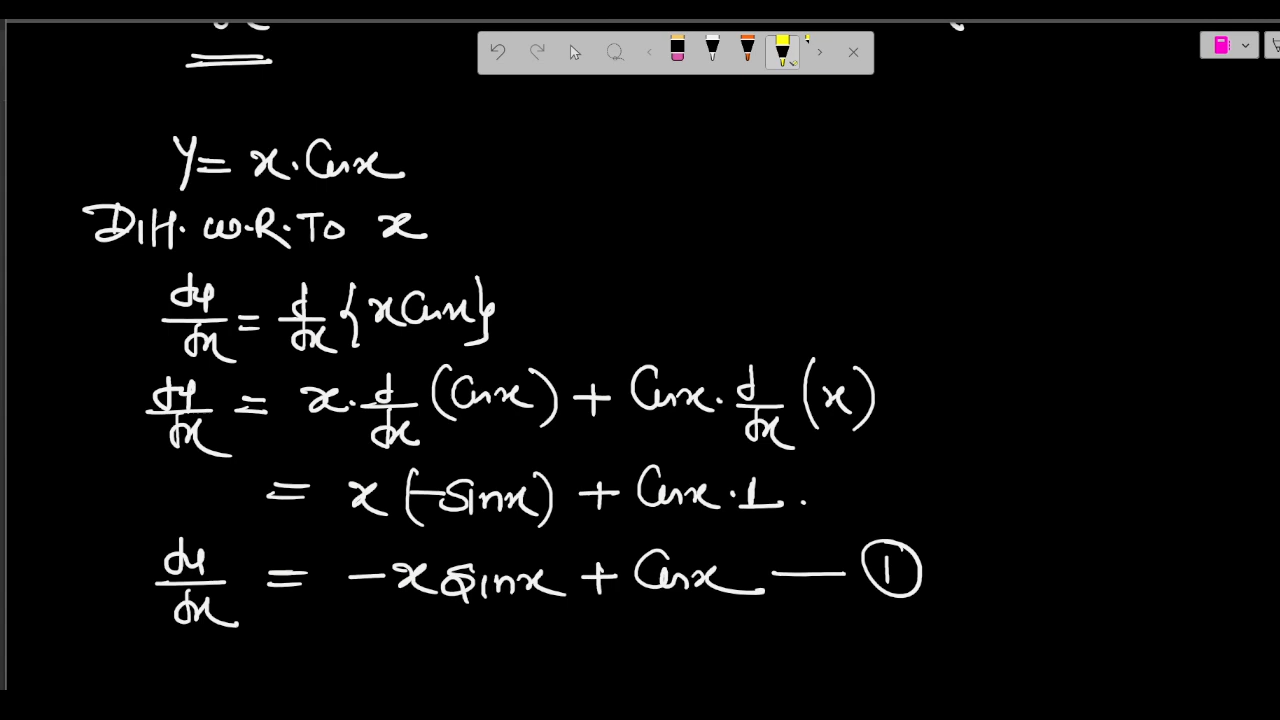 y = x·Cosx
Diff. w.R.To x
dy/dx = d/dx {xCosx}
dy/dx = x·d/dx (Cosx) + Cosx·d/dx (x)
= x(-Sinx) + Cosx·1.
dy/dx = -xSinx + Cosx — ①